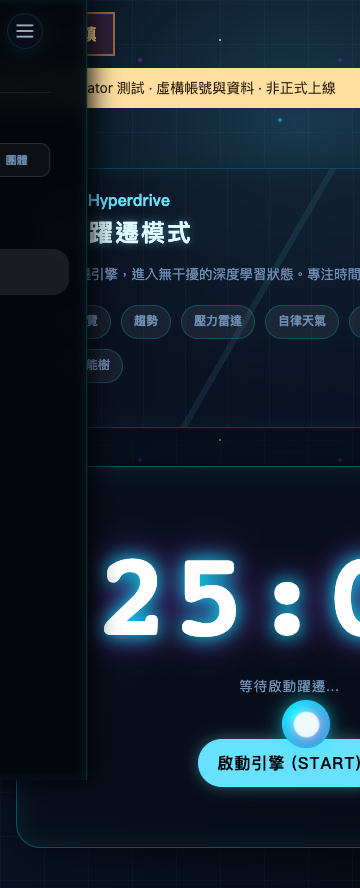 團體
ator 測試 · 虛構帳號與資料 · 非正式上線
Hyperdrive
躍遷模式
引擎，進入無干擾的深度學習狀態。專注時間
覽
趨勢
壓力雷達
自律天氣
能樹
25:0
等待啟動躍遷...
啟動引擎 (START)